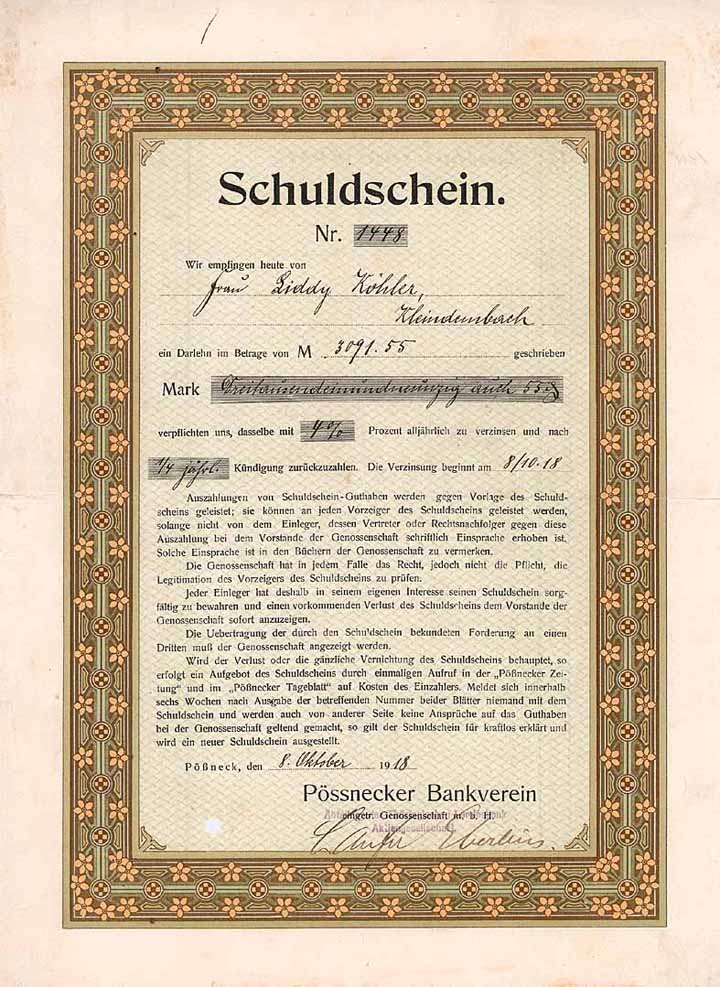 Schuldschein.
Nr. 1448
Wir empfingen heute von
Frau Liddy Köhler,
Kleindembach
ein Darlehn im Betrage von M 3091.55 geschrieben
Mark Dreitausendeinundneunzig auch 55 ₰
verpflichten uns, dasselbe mit 4% Prozent alljährlich zu verzinsen und nach
1/4 jährl. Kündigung zurückzuzahlen. Die Verzinsung beginnt am 8/10.18
Auszahlungen von Schuldschein-Guthaben werden gegen Vorlage des Schuld-
scheins geleistet; sie können an jeden Vorzeiger des Schuldscheins geleistet werden,
solange nicht von dem Einleger, dessen Vertreter oder Rechtsnachfolger gegen diese
Auszahlung bei dem Vorstande der Genossenschaft schriftlich Einsprache erhoben ist.
Solche Einsprache ist in den Büchern der Genossenschaft zu vermerken.
Die Genossenschaft hat in jedem Falle das Recht, jedoch nicht die Pflicht, die
Legitimation des Vorzeigers des Schuldscheins zu prüfen.
Jeder Einleger hat deshalb in seinem eigenen Interesse seinen Schuldschein sorg-
fältig zu bewahren und einen vorkommenden Verlust des Schuldscheins dem Vorstande der
Genossenschaft sofort anzuzeigen.
Die Uebertragung der durch den Schuldschein bekundeten Forderung an einen
Dritten muß der Genossenschaft angezeigt werden.
Wird der Verlust oder die gänzliche Vernichtung des Schuldscheins behauptet, so
erfolgt ein Aufgebot des Schuldscheins durch einmaligen Aufruf in der „Pößnecker Zei-
tung" und im „Pößnecker Tageblatt" auf Kosten des Einzahlers. Meldet sich innerhalb
sechs Wochen nach Ausgabe der betreffenden Nummer beider Blätter niemand mit dem
Schuldschein und werden auch von anderer Seite keine Ansprüche auf das Guthaben
bei der Genossenschaft geltend gemacht, so gilt der Schuldschein für kraftlos erklärt und
wird ein neuer Schuldschein ausgestellt.
Pößneck, den 8. Oktober 1918
Pössnecker Bankverein
eingetr. Genossenschaft m. b. H.
Aktiengesellschaft.